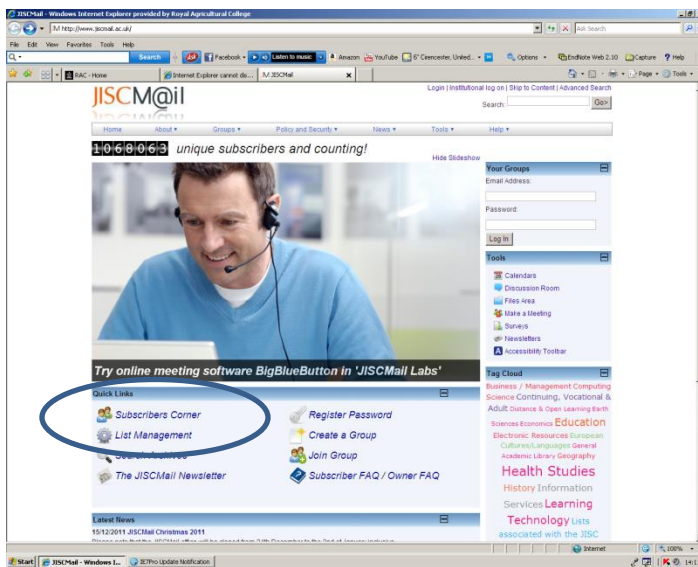 JISCMail - Windows Internet Explorer provided by Royal Agricultural College
http://www.jiscmail.ac.uk/
Ask Search
File Edit View Favorites Tools Help
Search Facebook Listen to music Amazon YouTube 6° Cirencester, United... Options EndNote Web 2.10 Capture ? Help
RAC - Home Internet Explorer cannot de... JISCMail x Page Tools
Login | Institutional log on | Skip to Content | Advanced Search
JISCM@il
Search: Go>
Home About Groups Policy and Security News Tools Help
1068063 unique subscribers and counting!
Hide Slideshow
Your Groups
Email Address:
Password:
Log In
Tools
Calendars
Discussion Room
Files Area
Make a Meeting
Surveys
Newsletters
Accessibility Toolbar
Try online meeting software BigBlueButton in 'JISCMail Labs'
Quick Links
Subscribers Corner Register Password
List Management Create a Group
Search Archives Join Group
The JISCMail Newsletter Subscriber FAQ / Owner FAQ
Tag Cloud
Business / Management Computing
Science Continuing, Vocational &
Adult Distance & Open Learning Earth
Sciences Economics Education
Electronic Resources European
Cultures/Languages General
Academic Library Geography
Health Studies
History Information
Services Learning
Technology Lists
associated with the JISC
Latest News
15/12/2011 JISCMail Christmas 2011
Internet 100%
Start JISCMail - Windows I... IE7Pro Update Notification 14:1